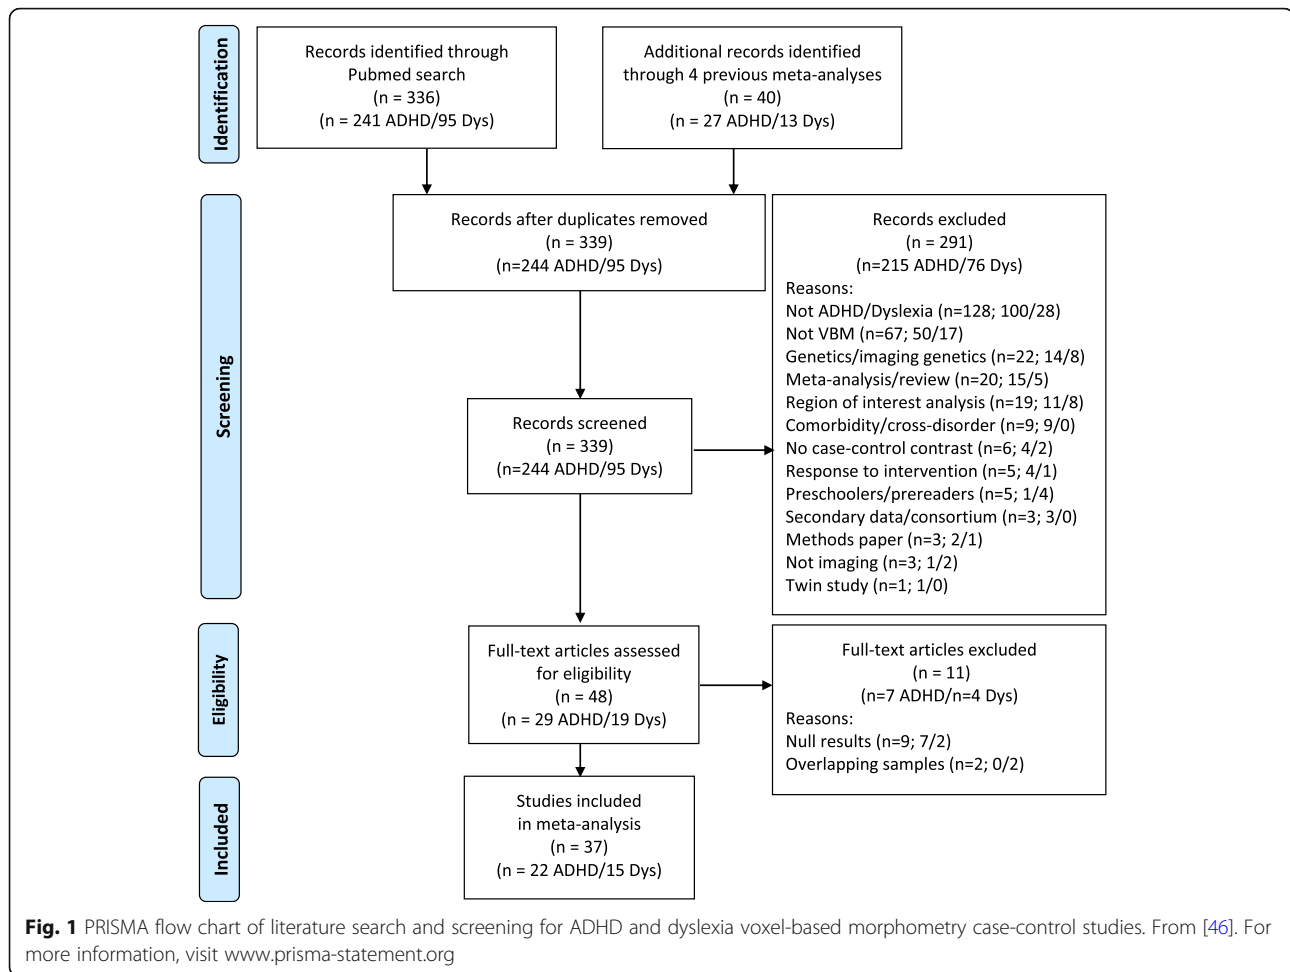 Identification
Records identified through
Pubmed search
(n = 336)
(n = 241 ADHD/95 Dys)
Additional records identified
through 4 previous meta-analyses
(n = 40)
(n = 27 ADHD/13 Dys)
Screening
Records after duplicates removed
(n = 339)
(n=244 ADHD/95 Dys)
Records screened
(n = 339)
(n=244 ADHD/95 Dys)
Records excluded
(n = 291)
(n=215 ADHD/76 Dys)
Reasons:
Not ADHD/Dyslexia (n=128; 100/28)
Not VBM (n=67; 50/17)
Genetics/imaging genetics (n=22; 14/8)
Meta-analysis/review (n=20; 15/5)
Region of interest analysis (n=19; 11/8)
Comorbidity/cross-disorder (n=9; 9/0)
No case-control contrast (n=6; 4/2)
Response to intervention (n=5; 4/1)
Preschoolers/prereaders (n=5; 1/4)
Secondary data/consortium (n=3; 3/0)
Methods paper (n=3; 2/1)
Not imaging (n=3; 1/2)
Twin study (n=1; 1/0)
Eligibility
Full-text articles assessed
for eligibility
(n = 48)
(n = 29 ADHD/19 Dys)
Full-text articles excluded
(n = 11)
(n=7 ADHD/n=4 Dys)
Reasons:
Null results (n=9; 7/2)
Overlapping samples (n=2; 0/2)
Included
Studies included
in meta-analysis
(n = 37)
(n = 22 ADHD/15 Dys)
Fig. 1 PRISMA flow chart of literature search and screening for ADHD and dyslexia voxel-based morphometry case-control studies. From [46]. For
more information, visit www.prisma-statement.org